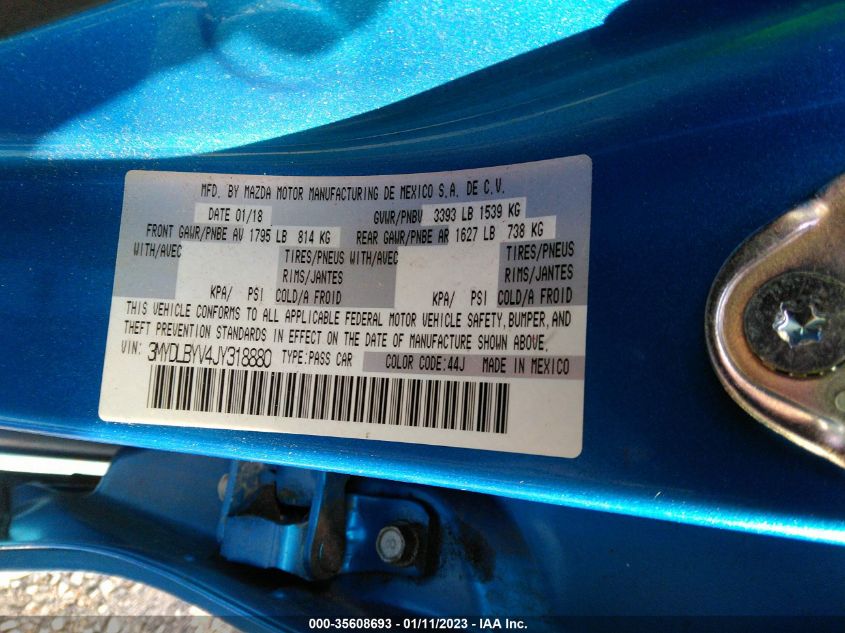 MFD. BY MAZDA MOTOR MANUFACTURING DE MEXICO S.A. DE C.V.
DATE 01/18 GVWR/PNBV 3393 LB 1539 KG
FRONT GAWR/PNBE AV 1795 LB 814 KG REAR GAWR/PNBE AR 1627 LB 738 KG
WITH/AVEC TIRES/PNEUS WITH/AVEC TIRES/PNEUS
RIMS/JANTES RIMS/JANTES
KPA/ PSI COLD/A FROID KPA/ PSI COLD/A FROID
THIS VEHICLE CONFORMS TO ALL APPLICABLE FEDERAL MOTOR VEHICLE SAFETY, BUMPER, AND
THEFT PREVENTION STANDARDS IN EFFECT ON THE DATE OF MANUFACTURE SHOWN ABOVE.
VIN: 3MYDLBYV4JY318880 TYPE:PASS CAR COLOR CODE:44J MADE IN MEXICO
000-35608693 - 01/11/2023 - IAA Inc.